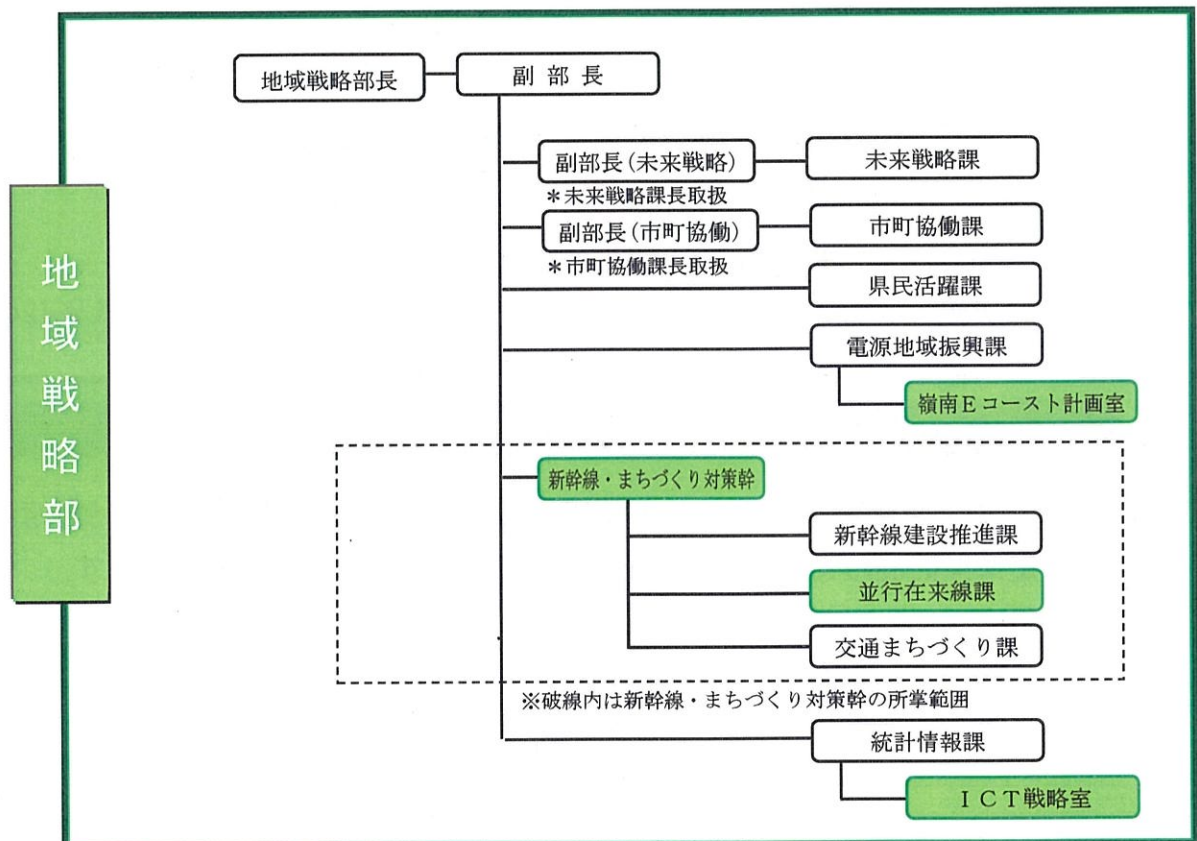 地域戦略部
地域戦略部長
副部長
副部長(未来戦略)
未来戦略課
*未来戦略課長取扱
副部長(市町協働)
市町協働課
*市町協働課長取扱
県民活躍課
電源地域振興課
嶺南Eコースト計画室
新幹線・まちづくり対策幹
新幹線建設推進課
並行在来線課
交通まちづくり課
※破線内は新幹線・まちづくり対策幹の所掌範囲
統計情報課
ICT戦略室